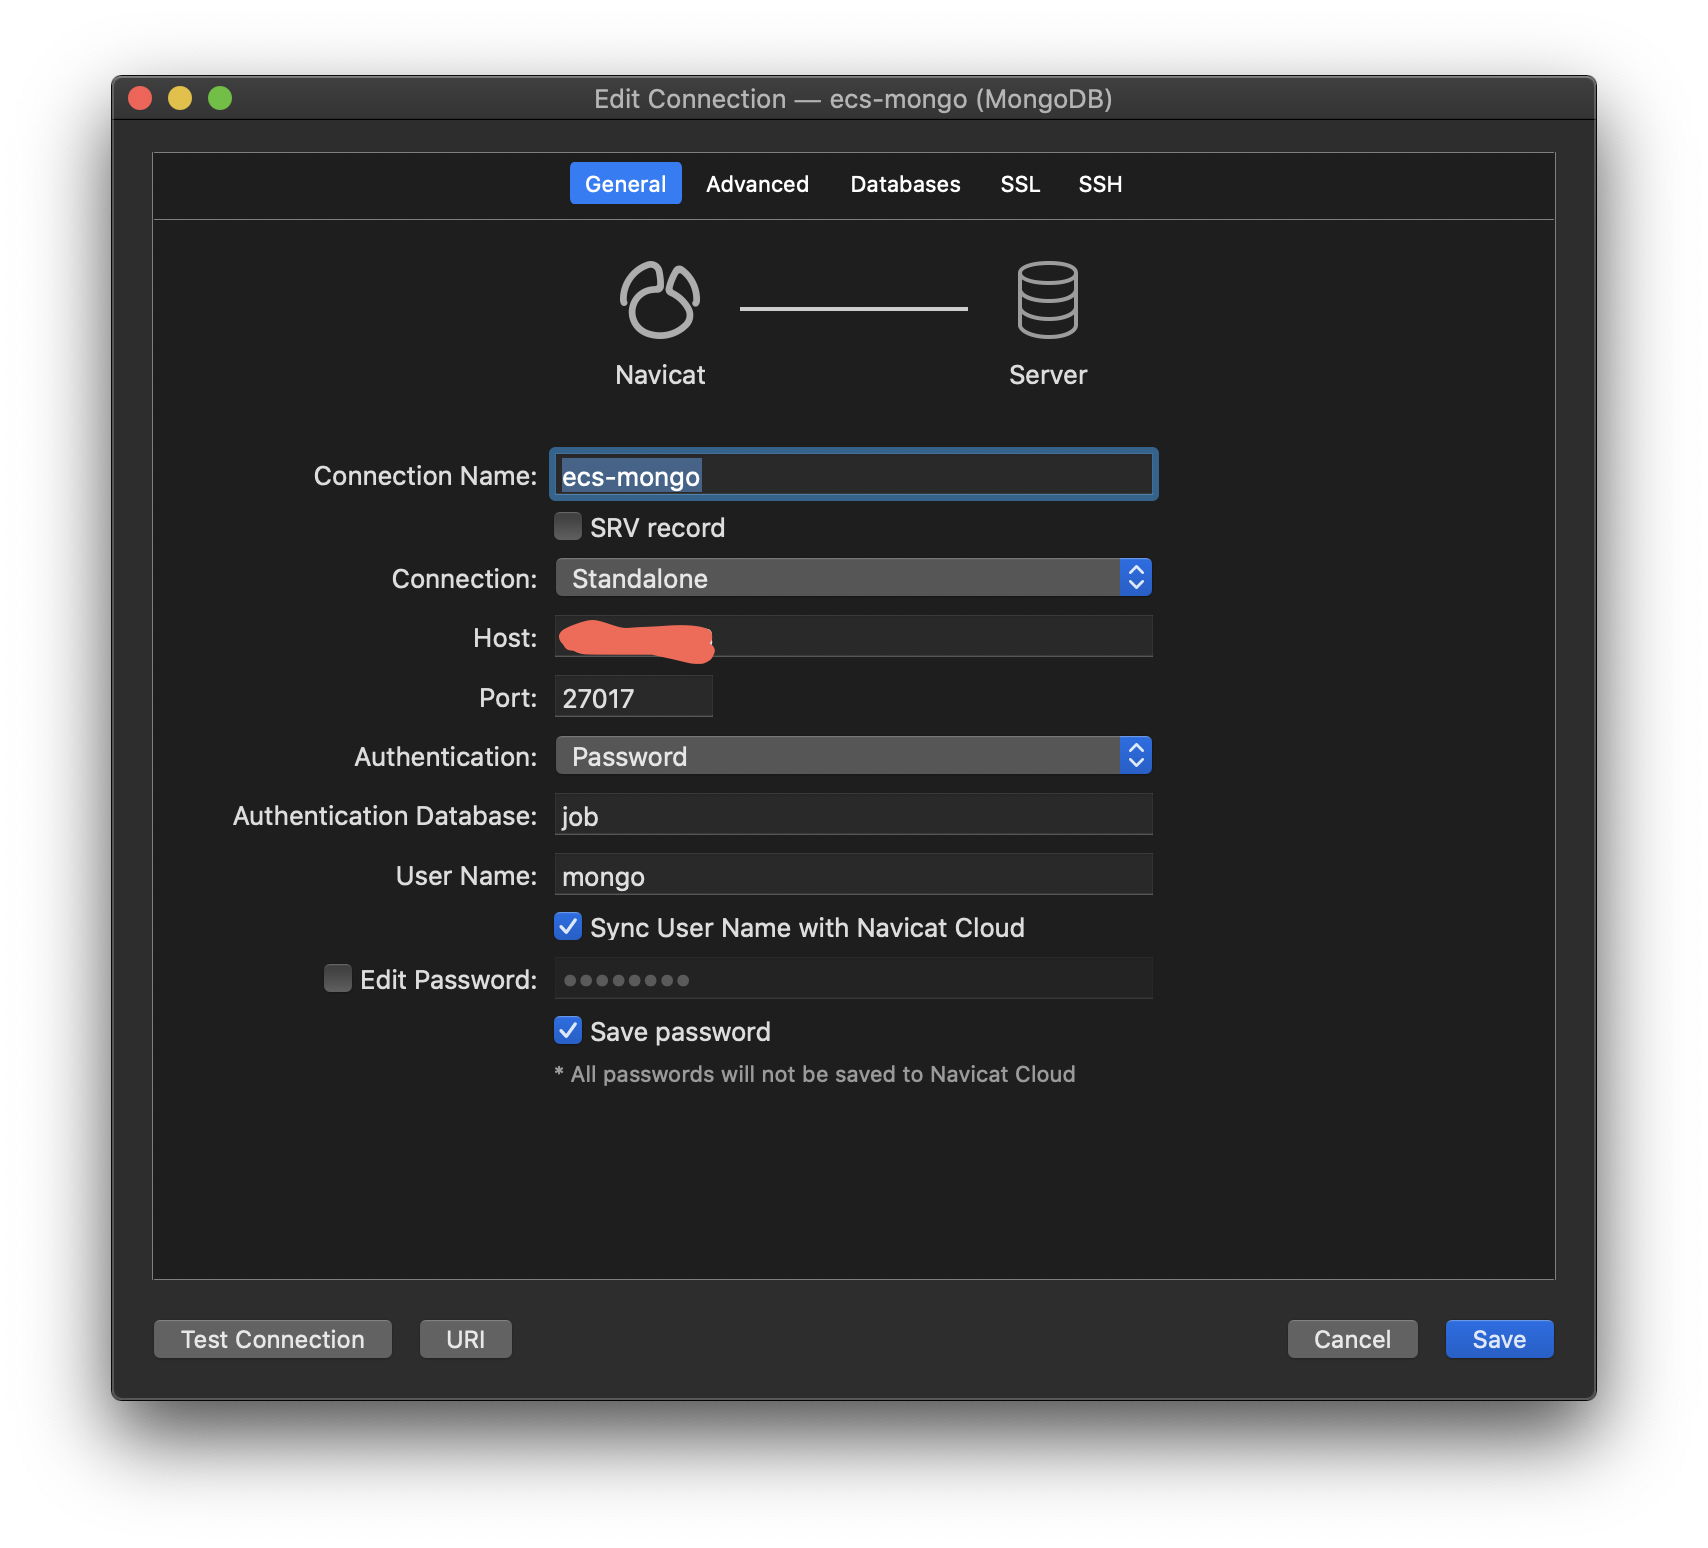 Edit Connection — ecs-mongo (MongoDB)
General Advanced Databases SSL SSH
Navicat Server
Connection Name: ecs-mongo
SRV record
Connection: Standalone
Host:
Port: 27017
Authentication: Password
Authentication Database: job
User Name: mongo
Sync User Name with Navicat Cloud
Edit Password: ••••••••
Save password
* All passwords will not be saved to Navicat Cloud
Test Connection URI Cancel Save